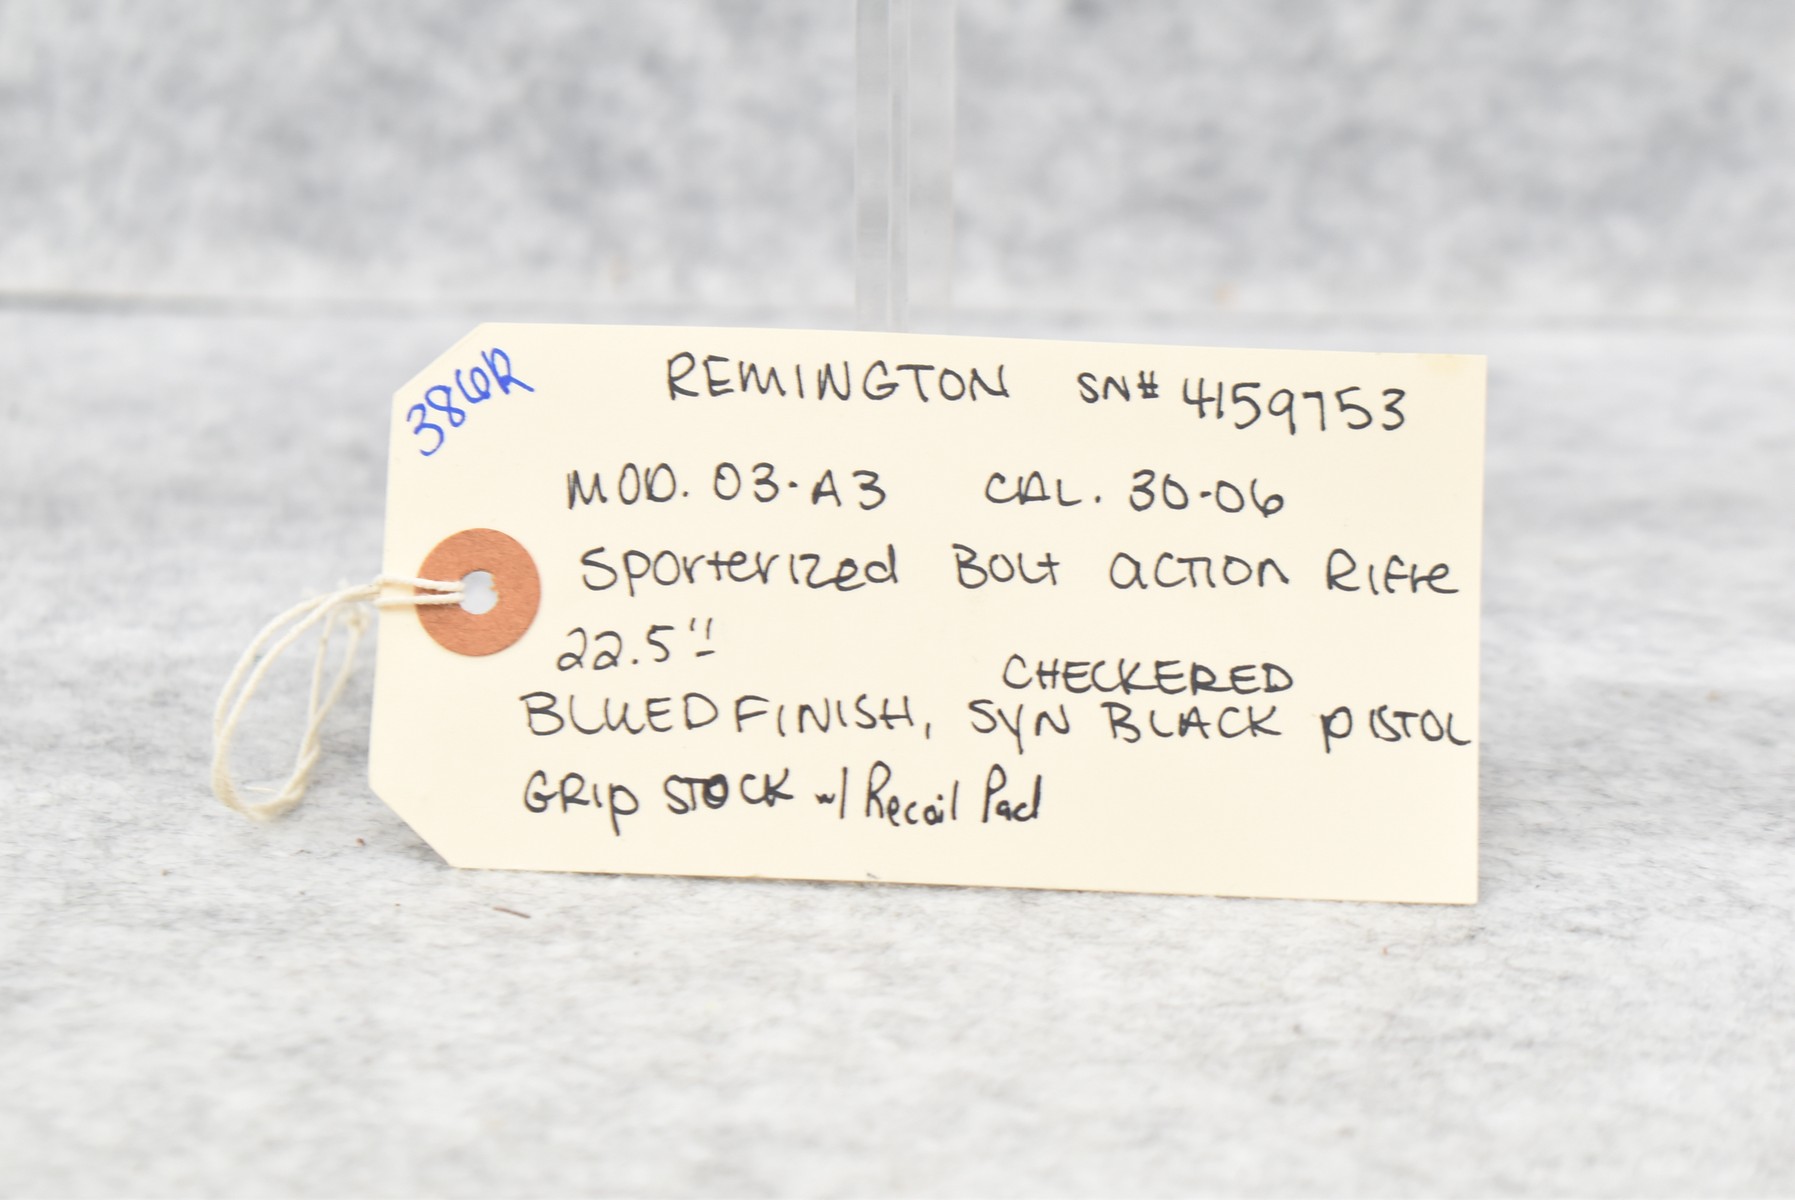 386R
REMINGTON SN# 4159753
MOD. 03-A3 CAL. 30-06
Sporterized Bolt action Rifle
22.5"
CHECKERED
BLUED FINISH, SYN BLACK PISTOL
GRIP STOCK w/ Recoil Pad